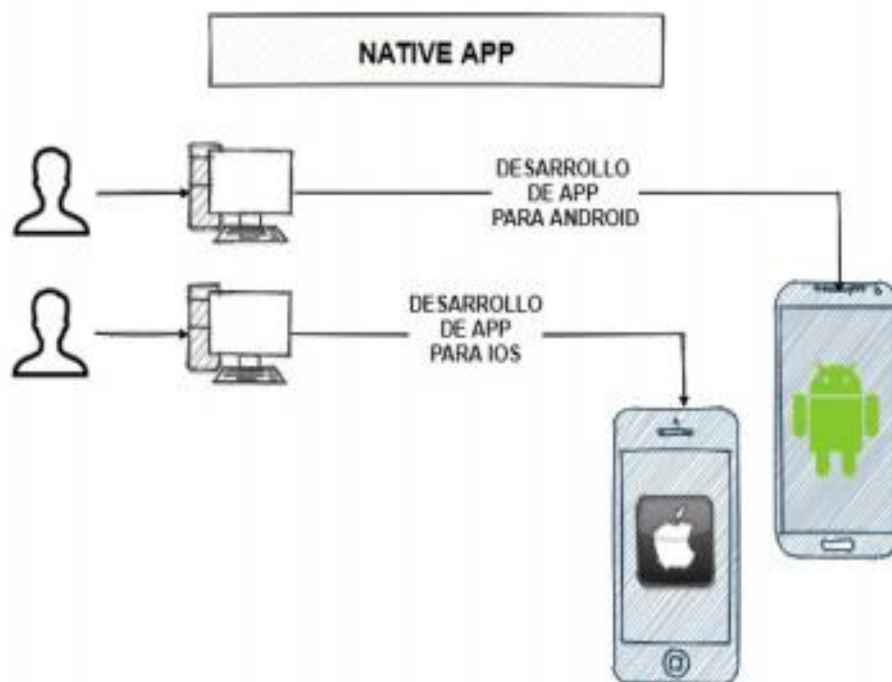 NATIVE APP
DESARROLLO
DE APP
PARA ANDROID
DESARROLLO
DE APP
PARA IOS